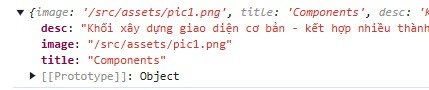 ▼ {image: '/src/assets/pic1.png', title: 'Components', desc: 'K
desc: "Khối xây dựng giao diện cơ bản - kết hợp nhiều thành
image: "/src/assets/pic1.png"
title: "Components"
▶ [[Prototype]]: Object